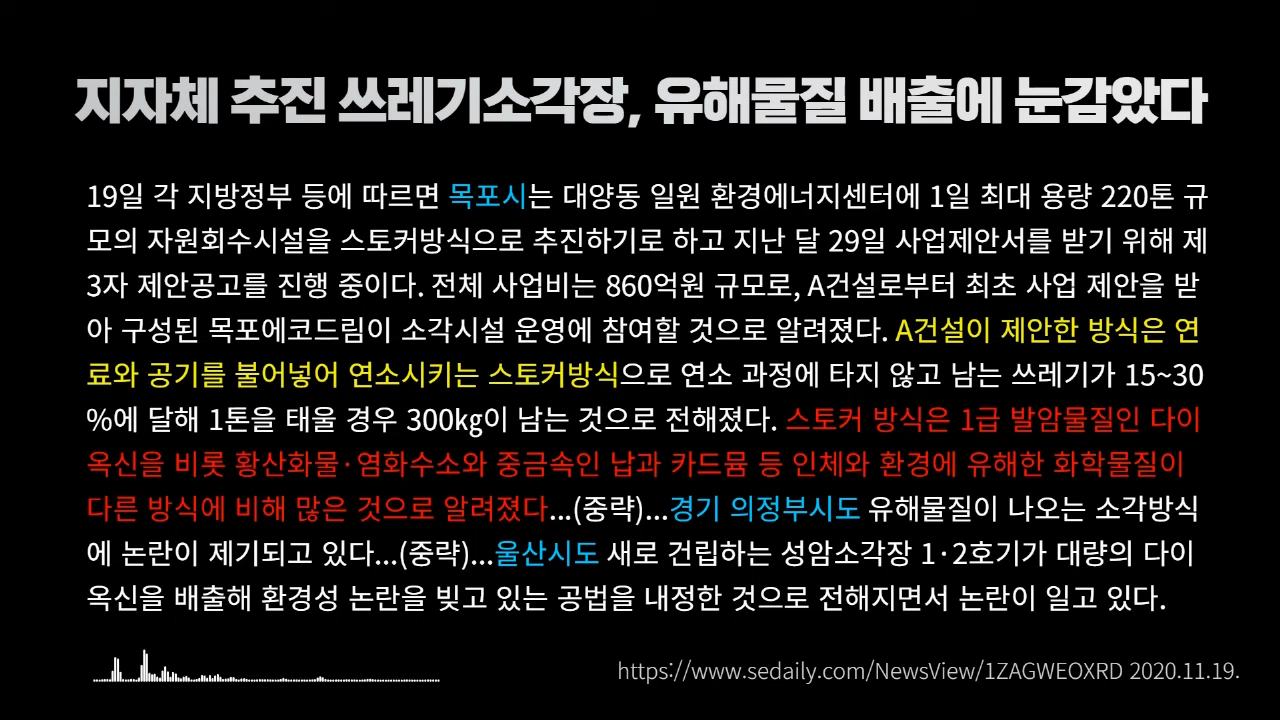 지자체 추진 쓰레기소각장, 유해물질 배출에 눈감았다
19일 각 지방정부 등에 따르면 목포시는 대양동 일원 환경에너지센터에 1일 최대 용량 220톤 규
모의 자원회수시설을 스토커방식으로 추진하기로 하고 지난 달 29일 사업제안서를 받기 위해 제
3자 제안공고를 진행 중이다. 전체 사업비는 860억원 규모로, A건설로부터 최초 사업 제안을 받
아 구성된 목포에코드림이 소각시설 운영에 참여할 것으로 알려졌다. A건설이 제안한 방식은 연
료와 공기를 불어넣어 연소시키는 스토커방식으로 연소 과정에 타지 않고 남는 쓰레기가 15~30
%에 달해 1톤을 태울 경우 300kg이 남는 것으로 전해졌다. 스토커 방식은 1급 발암물질인 다이
옥신을 비롯 황산화물·염화수소와 중금속인 납과 카드뮴 등 인체와 환경에 유해한 화학물질이
다른 방식에 비해 많은 것으로 알려졌다...(중략)...경기 의정부시도 유해물질이 나오는 소각방식
에 논란이 제기되고 있다...(중략)...울산시도 새로 건립하는 성암소각장 1·2호기가 대량의 다이
옥신을 배출해 환경성 논란을 빚고 있는 공법을 내정한 것으로 전해지면서 논란이 일고 있다.
https://www.sedaily.com/NewsView/1ZAGWEOXRD 2020.11.19.